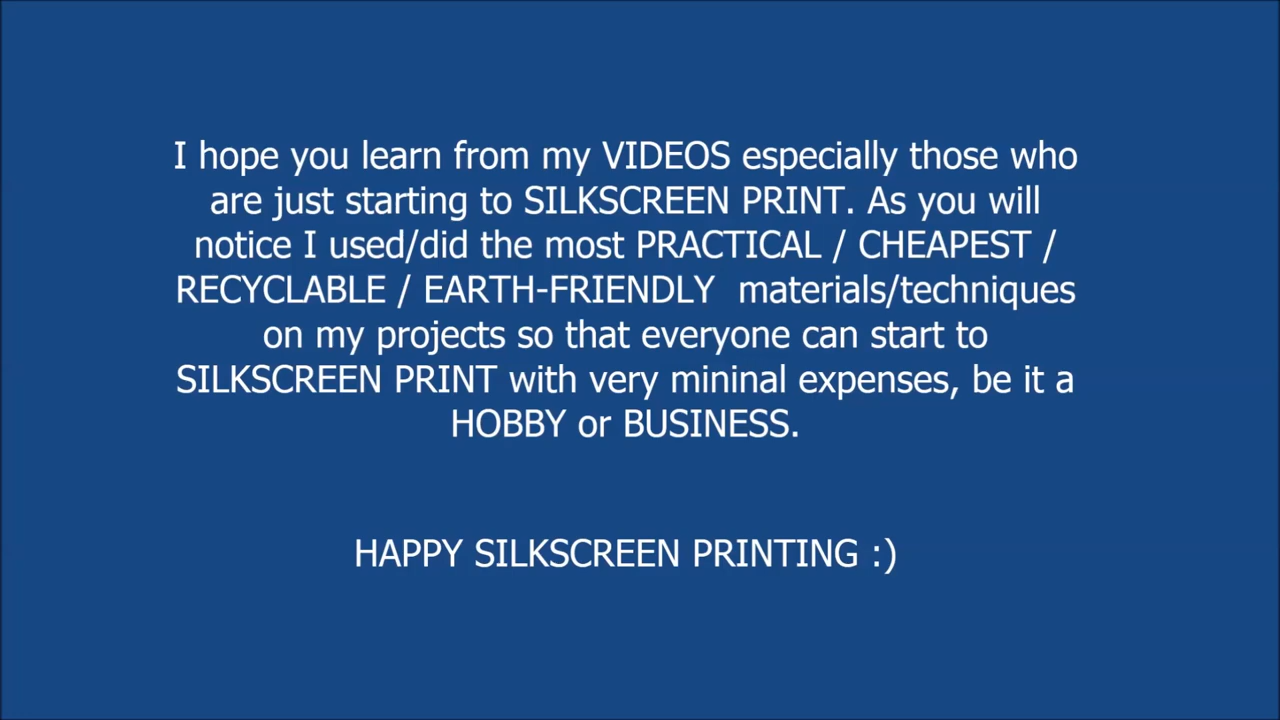 I hope you learn from my VIDEOS especially those who
are just starting to SILKSCREEN PRINT. As you will
notice I used/did the most PRACTICAL / CHEAPEST /
RECYCLABLE / EARTH-FRIENDLY  materials/techniques
on my projects so that everyone can start to
SILKSCREEN PRINT with very mininal expenses, be it a
HOBBY or BUSINESS.
HAPPY SILKSCREEN PRINTING :)